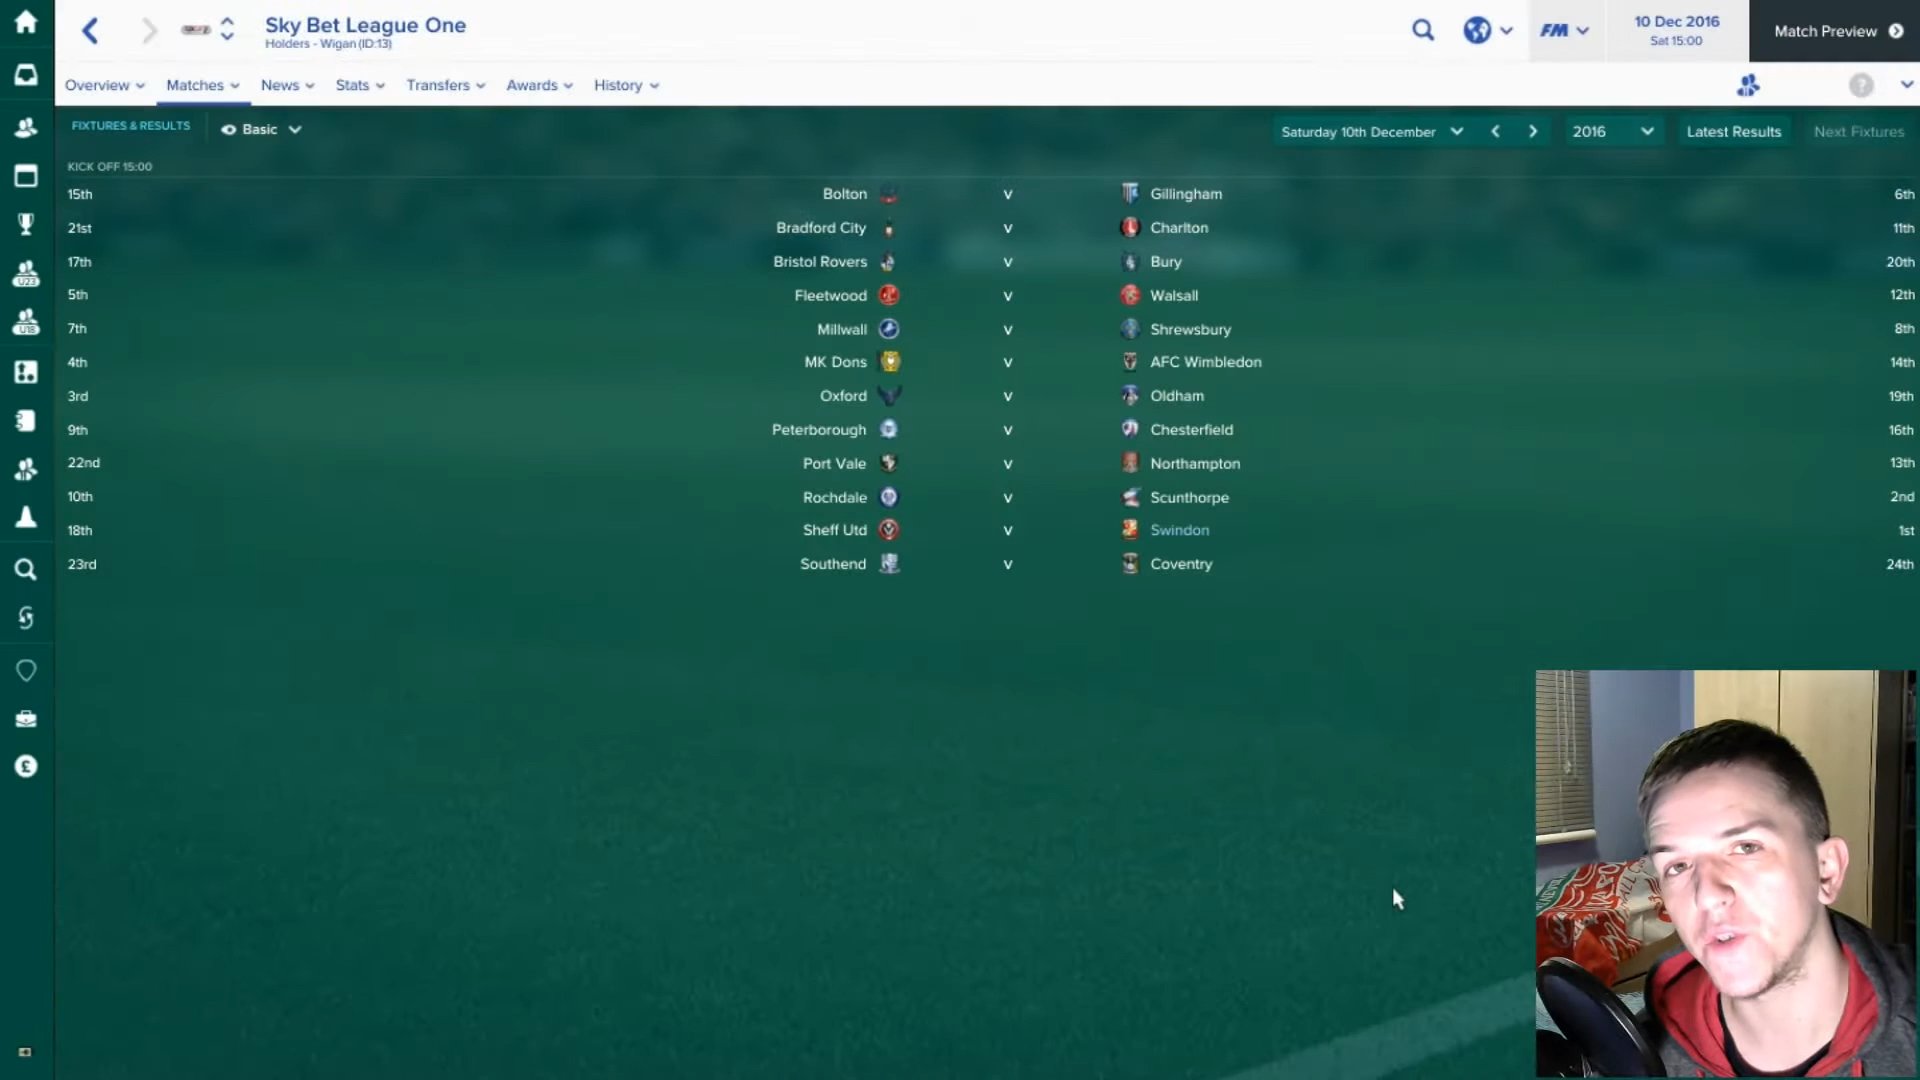 Sky Bet League One
Holders - Wigan (ID:13)
FM
10 Dec 2016
Sat 15:00
Match Preview
Overview Matches News Stats Transfers Awards History
?
FIXTURES & RESULTS Basic Saturday 10th December 2016 Latest Results Next Fixtures
KICK OFF 15:00
15th Bolton v Gillingham 6th
21st Bradford City v Charlton 11th
17th Bristol Rovers v Bury 20th
5th Fleetwood v Walsall 12th
7th Millwall v Shrewsbury 8th
4th MK Dons v AFC Wimbledon 14th
3rd Oxford v Oldham 19th
9th Peterborough v Chesterfield 16th
22nd Port Vale v Northampton 13th
10th Rochdale v Scunthorpe 2nd
18th Sheff Utd v Swindon 1st
23rd Southend v Coventry 24th
U23
U18
£